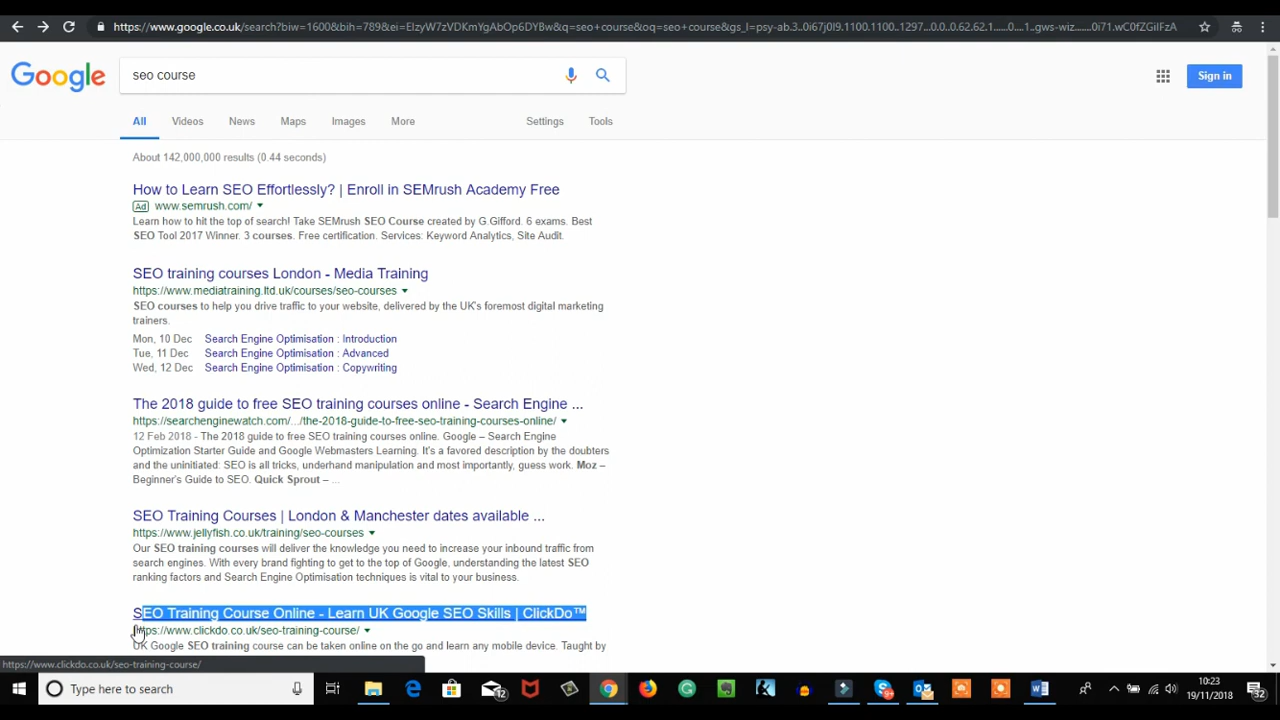 https://www.google.co.uk/search?biw=1600&bih=789&ei=ElzyW7zVDKmYgAbOp6DYBw&q=seo+course&oq=seo+course&gs_l=psy-ab.3..0i67j0l9.1100.1100..1297...0.0..0.62.62.1......0....1..gws-wiz.......0i71.wC0fZGilFcA
Google
seo course
Sign in
All Videos News Maps Images More Settings Tools
About 142,000,000 results (0.44 seconds)
How to Learn SEO Effortlessly? | Enroll in SEMrush Academy Free
Ad www.semrush.com/
Learn how to hit the top of search! Take SEMrush SEO Course created by G.Gifford. 6 exams. Best
SEO Tool 2017 Winner. 3 courses. Free certification. Services: Keyword Analytics, Site Audit.
SEO training courses London - Media Training
https://www.mediatraining.ltd.uk/courses/seo-courses
SEO courses to help you drive traffic to your website, delivered by the UK's foremost digital marketing
trainers.
Mon, 10 Dec Search Engine Optimisation : Introduction
Tue, 11 Dec Search Engine Optimisation : Advanced
Wed, 12 Dec Search Engine Optimisation : Copywriting
The 2018 guide to free SEO training courses online - Search Engine ...
https://searchenginewatch.com/.../the-2018-guide-to-free-seo-training-courses-online/
12 Feb 2018 - The 2018 guide to free SEO training courses online. Google – Search Engine
Optimization Starter Guide and Google Webmasters Learning. It's a favored description by the doubters
and the uninitiated: SEO is all tricks, underhand manipulation and most importantly, guess work. Moz –
Beginner's Guide to SEO. Quick Sprout – ...
SEO Training Courses | London & Manchester dates available ...
https://www.jellyfish.co.uk/training/seo-courses
Our SEO training courses will deliver the knowledge you need to increase your inbound traffic from
search engines. With every brand fighting to get to the top of Google, understanding the latest SEO
ranking factors and Search Engine Optimisation techniques is vital to your business.
SEO Training Course Online - Learn UK Google SEO Skills | ClickDo™
https://www.clickdo.co.uk/seo-training-course/
UK Google SEO training course can be taken online on the go and learn any mobile device. Taught by
https://www.clickdo.co.uk/seo-training-course/
Type here to search
12
10:23
19/11/2018
32